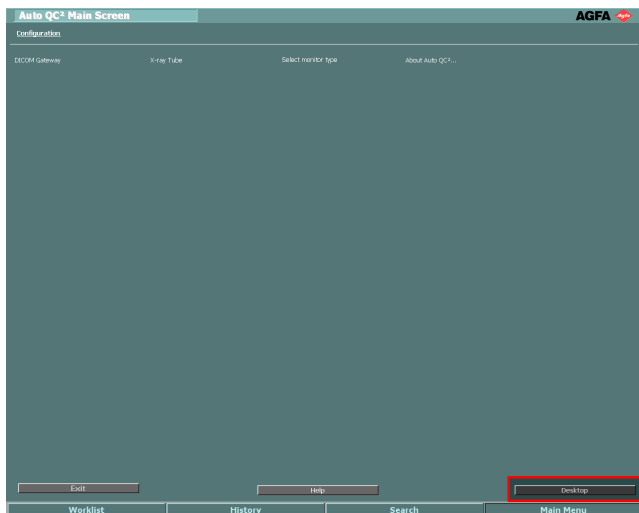 Auto QC² Main Screen
AGFA Agfa
Configuration
DICOM Gateway X-ray Tube Select monitor type About Auto QC²...
Exit Help Desktop
Worklist History Search Main Menu